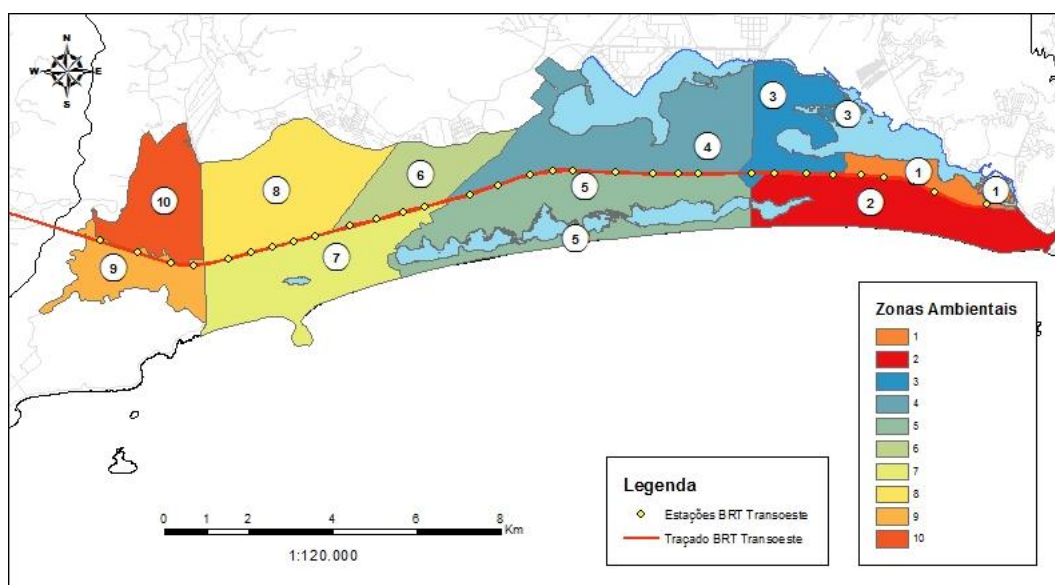 N
W E
S
3
3
4
1
1
6
8
5
2
10
5
7
9
Zonas Ambientais
1
2
3
4
5
6
7
8
9
10
Legenda
Estações BRT Transoeste
Traçado BRT Transoeste
0 1 2 4 6 8
Km
1:120.000